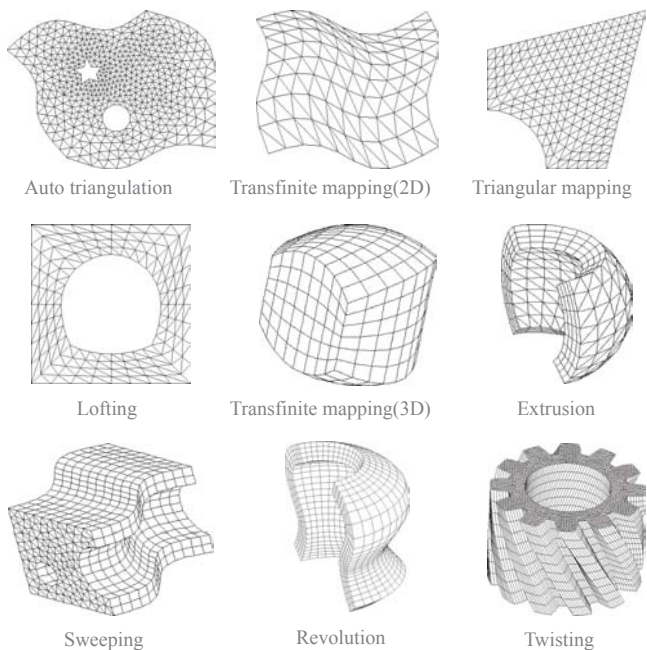 Auto triangulation
Transfinite mapping(2D)
Triangular mapping
Lofting
Transfinite mapping(3D)
Extrusion
Sweeping
Revolution
Twisting